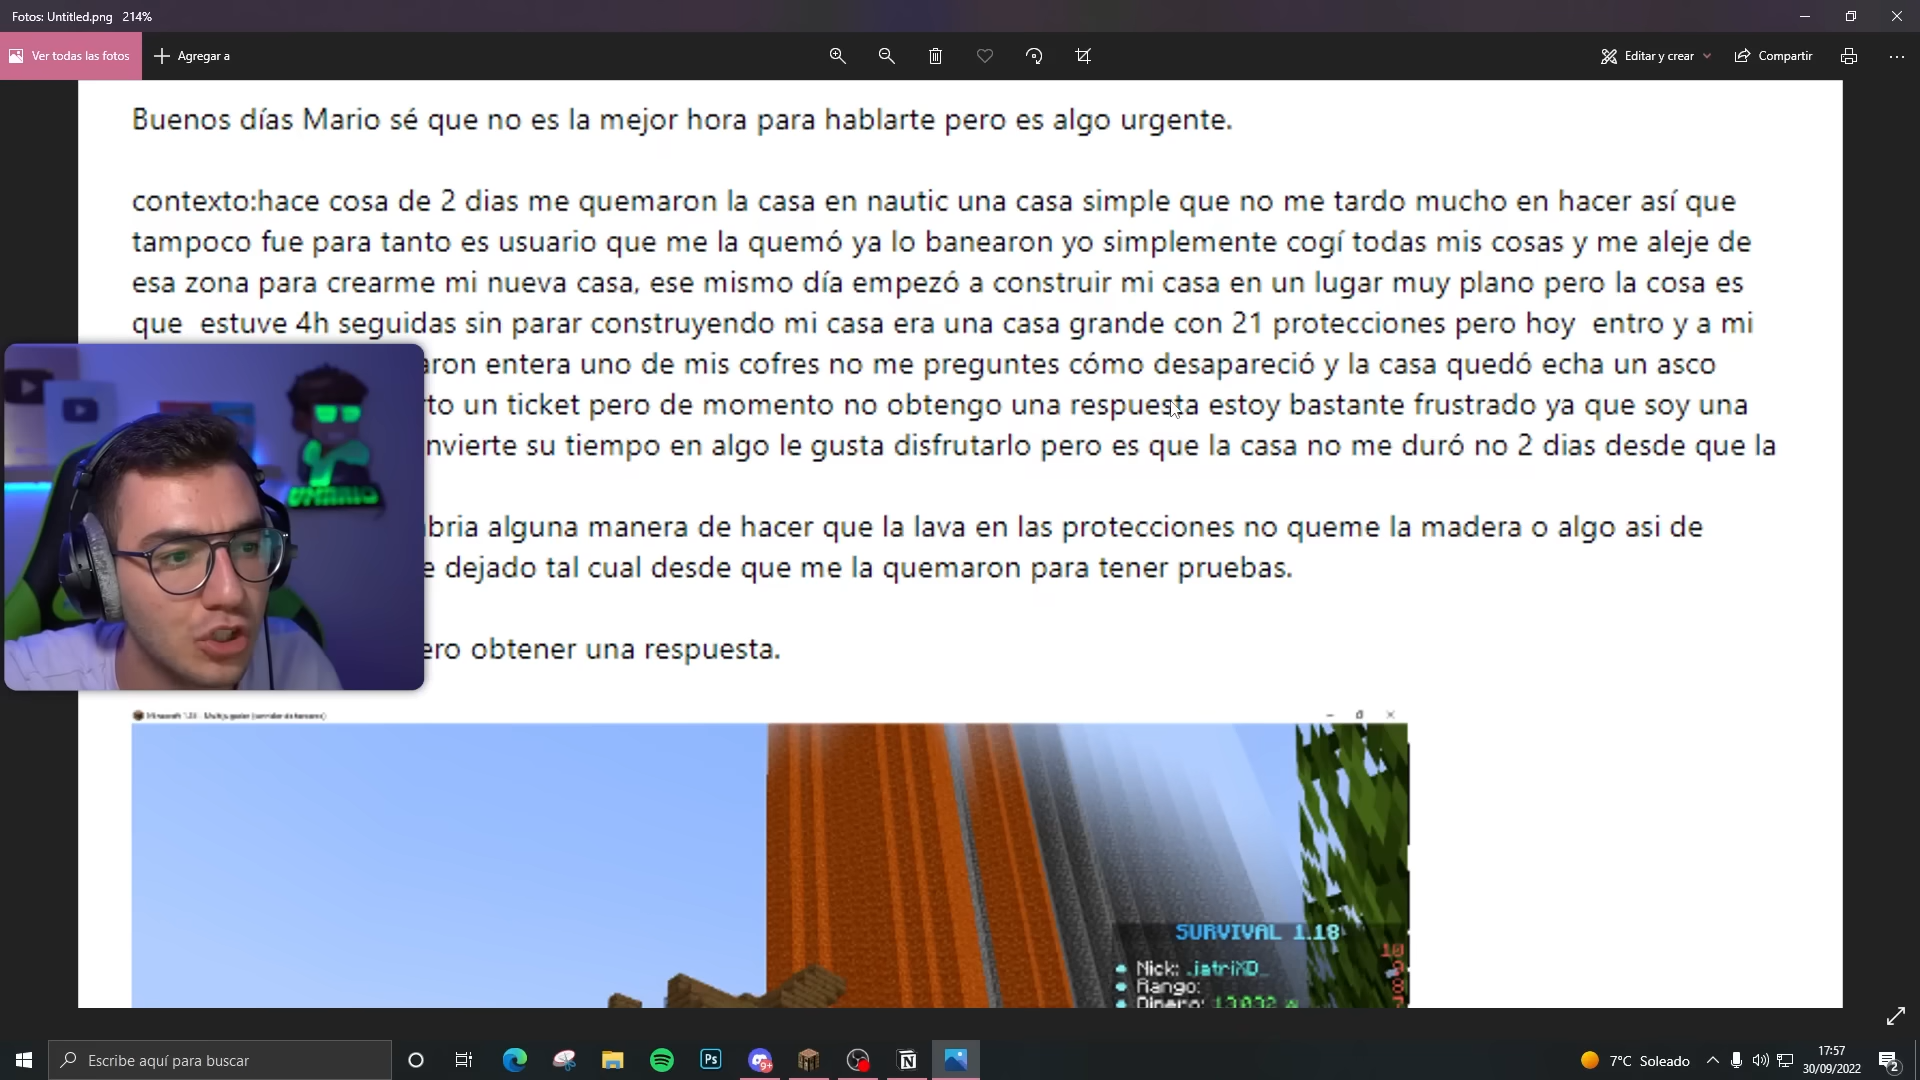 Fotos: Untitled.png 214%
Ver todas las fotos
Agregar a
Editar y crear
Compartir
Buenos días Mario sé que no es la mejor hora para hablarte pero es algo urgente.
contexto:hace cosa de 2 dias me quemaron la casa en nautic una casa simple que no me tardo mucho en hacer así que
tampoco fue para tanto es usuario que me la quemó ya lo banearon yo simplemente cogí todas mis cosas y me aleje de
esa zona para crearme mi nueva casa, ese mismo día empezó a construir mi casa en un lugar muy plano pero la cosa es
que estuve 4h seguidas sin parar construyendo mi casa era una casa grande con 21 protecciones pero hoy entro y a mi
aron entera uno de mis cofres no me preguntes cómo desapareció y la casa quedó echa un asco
rto un ticket pero de momento no obtengo una respuesta estoy bastante frustrado ya que soy una
nvierte su tiempo en algo le gusta disfrutarlo pero es que la casa no me duró no 2 dias desde que la
bria alguna manera de hacer que la lava en las protecciones no queme la madera o algo asi de
e dejado tal cual desde que me la quemaron para tener pruebas.
ero obtener una respuesta.
SURVIVAL 1.18
10
9
Nick: .jatriXD_
8
Rango:
7
Dinero:
Escribe aquí para buscar
Ps
9+
7°C Soleado
17:57
30/09/2022
2